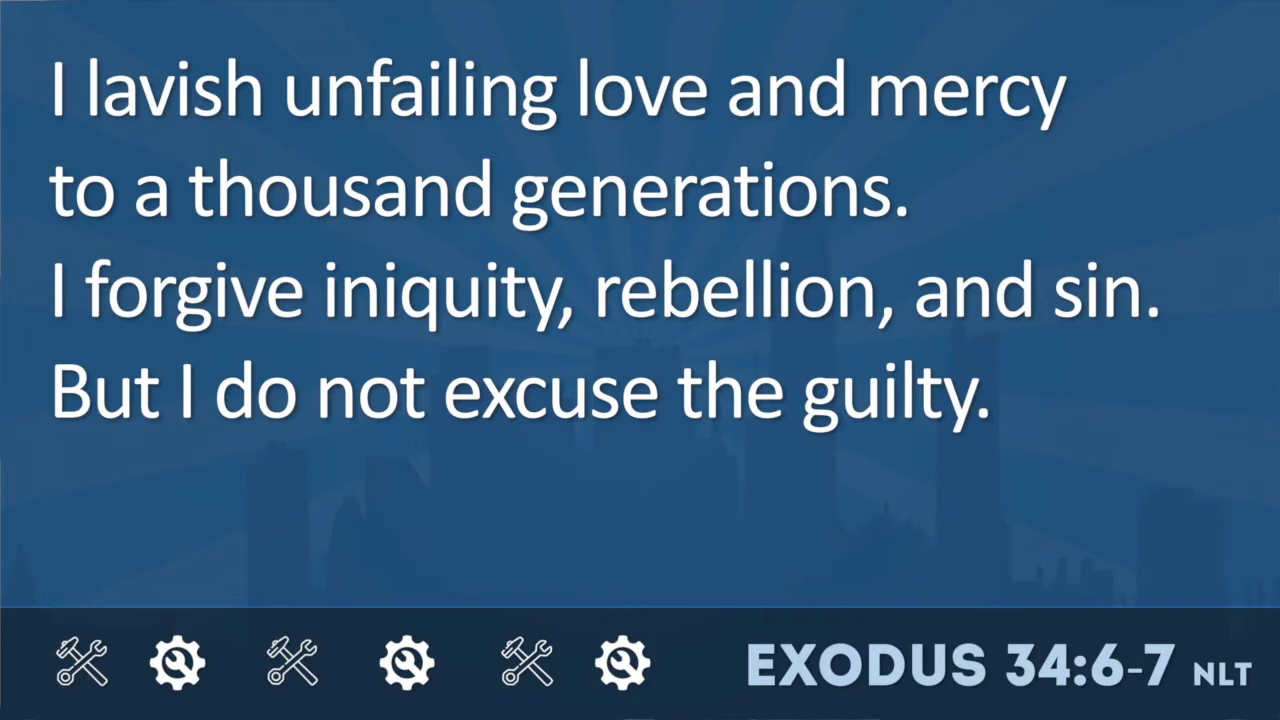 I lavish unfailing love and mercy
to a thousand generations.
I forgive iniquity, rebellion, and sin.
But I do not excuse the guilty.
EXODUS 34:6-7 NLT